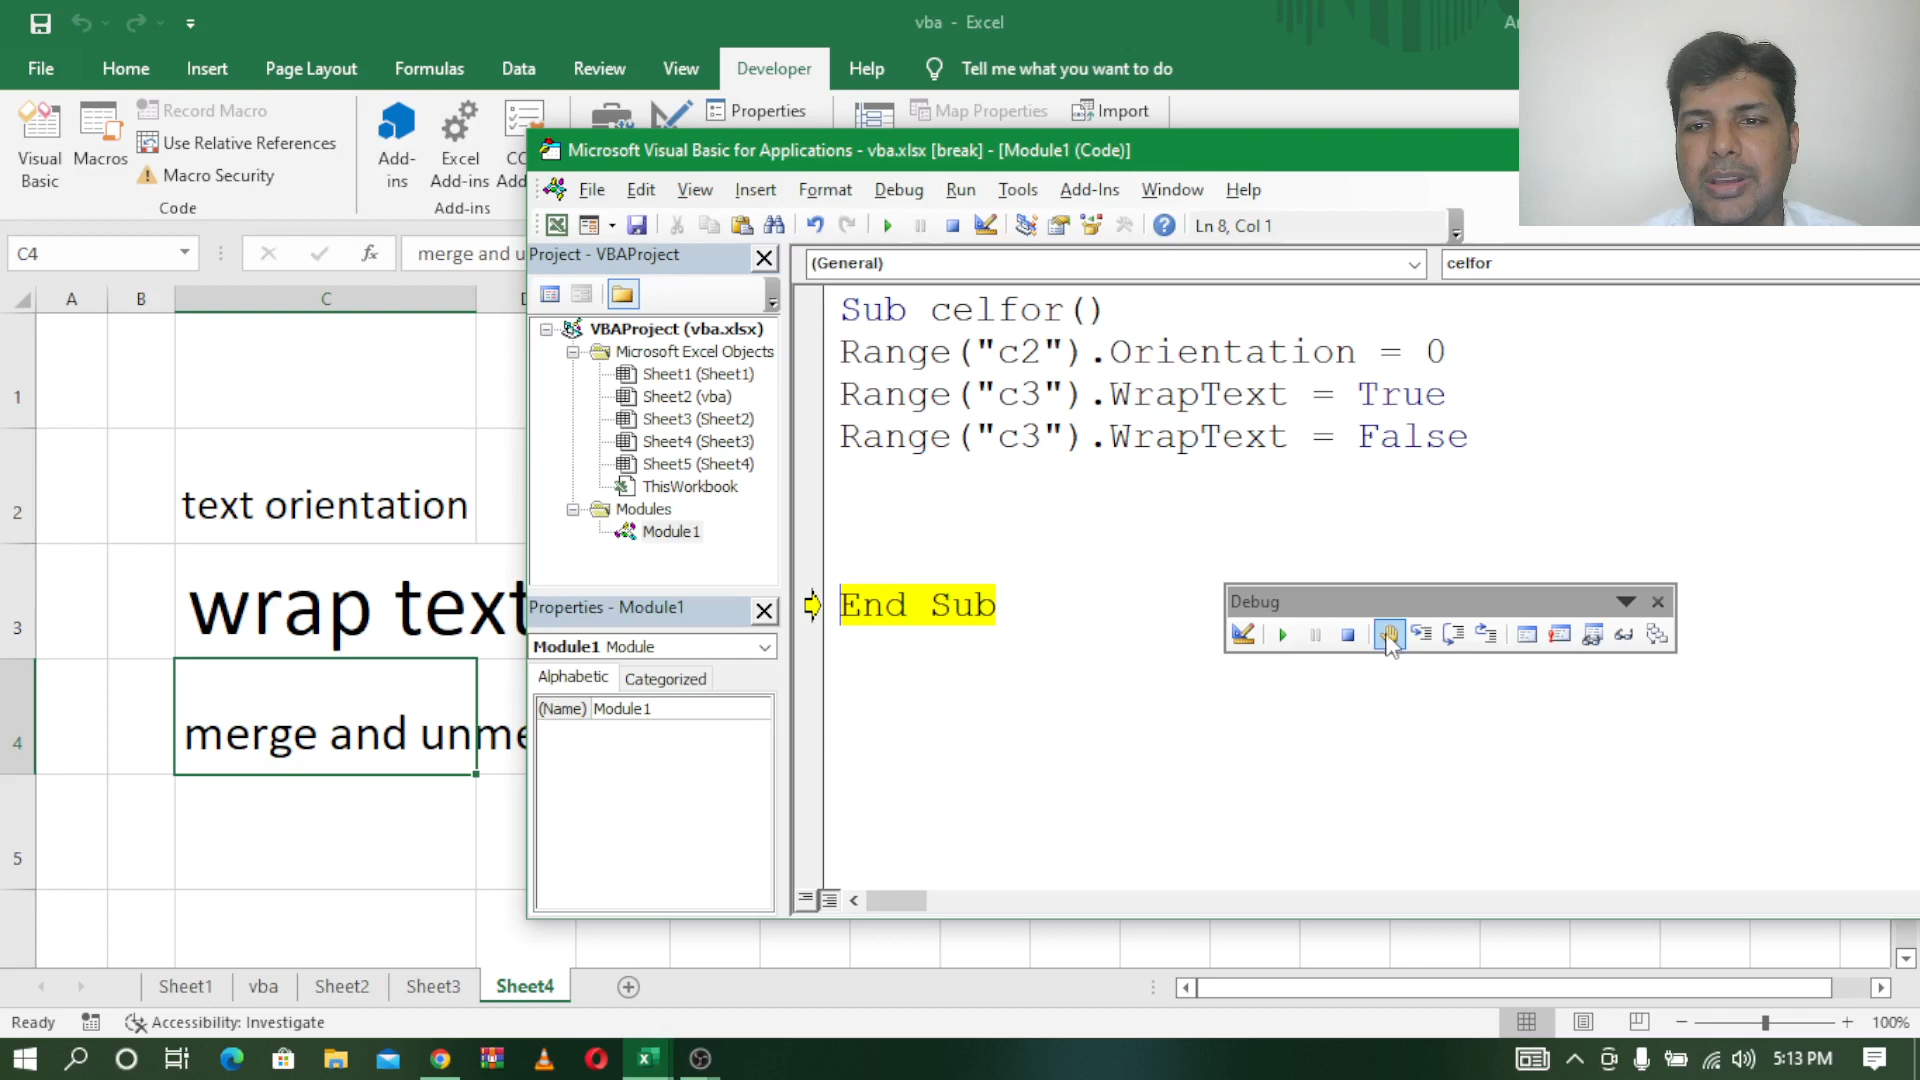 vba - Excel
File Home Insert Page Layout Formulas Data Review View Developer Help Tell me what you want to do
Visual Basic
Macros
Record Macro
Use Relative References
Macro Security
Code
Add-ins
Excel Add-ins
Add-ins
Properties
Map Properties
Import
Microsoft Visual Basic for Applications - vba.xlsx [break] - [Module1 (Code)]
File Edit View Insert Format Debug Run Tools Add-Ins Window Help
Ln 8, Col 1
C4
merge and u
Project - VBAProject
VBAProject (vba.xlsx)
Microsoft Excel Objects
Sheet1 (Sheet1)
Sheet2 (vba)
Sheet3 (Sheet2)
Sheet4 (Sheet3)
Sheet5 (Sheet4)
ThisWorkbook
Modules
Module1
Properties - Module1
Module1 Module
Alphabetic Categorized
(Name) Module1
(General)
celfor
Sub celfor()
Range("c2").Orientation = 0
Range("c3").WrapText = True
Range("c3").WrapText = False
End Sub
Debug
A B C
1
2 text orientation
3 wrap text
4 merge and unme
5
Sheet1 vba Sheet2 Sheet3 Sheet4
Ready Accessibility: Investigate
100%
5:13 PM